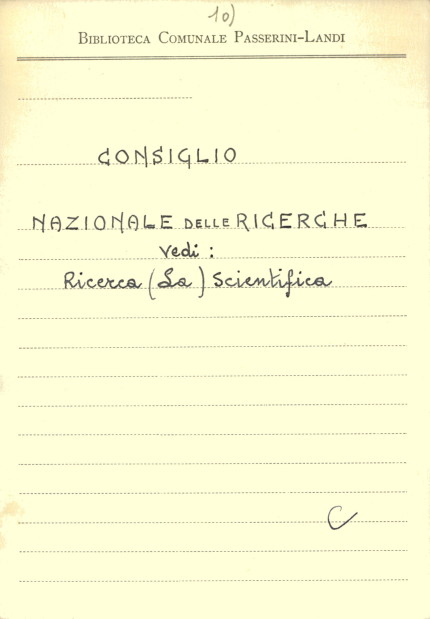 10)
BIBLIOTECA COMUNALE PASSERINI-LANDI
CONSIGLIO
NAZIONALE DELLE RICERCHE
vedi :
Ricerca (La) Scientifica
C